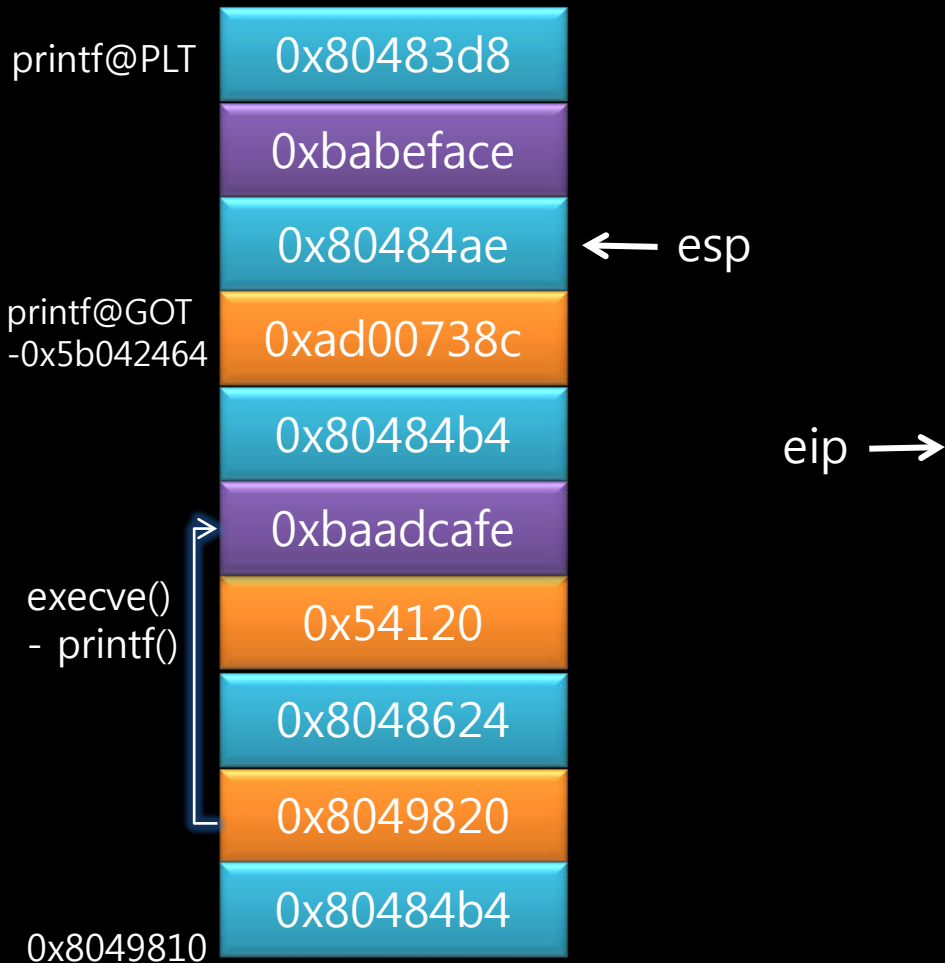 printf@PLT
0x80483d8
0xbabeface
0x80484ae
esp
printf@GOT
-0x5b042464
0xad00738c
0x80484b4
eip
0xbaadcafe
execve()
- printf()
0x54120
0x8048624
0x8049820
0x80484b4
0x8049810